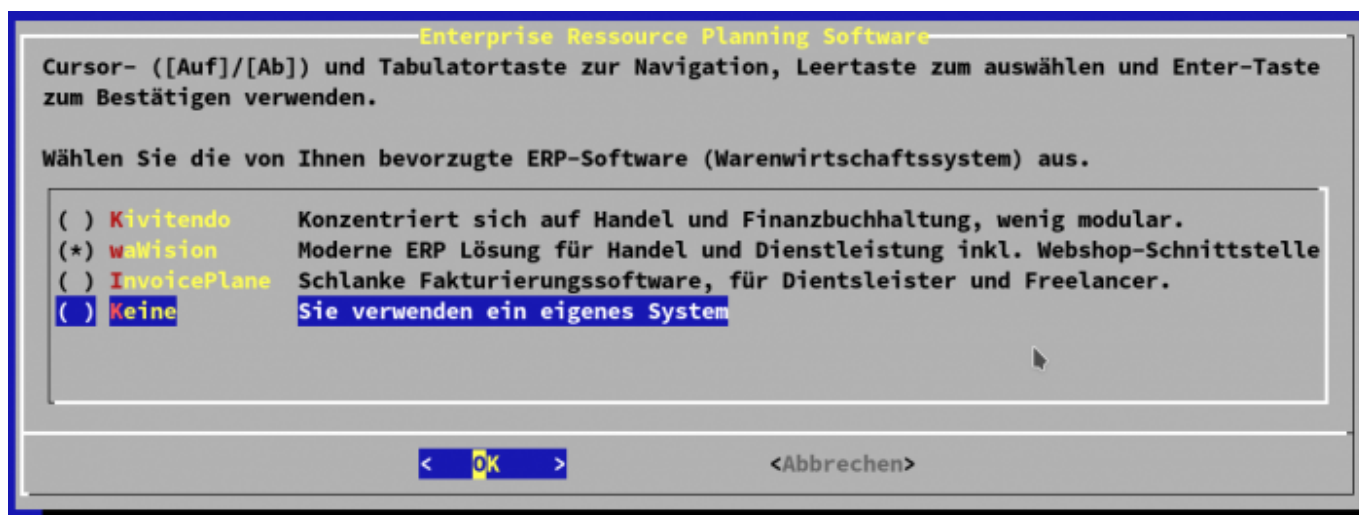 Enterprise Ressource Planning Software
Cursor- ([Auf]/[Ab]) und Tabulatortaste zur Navigation, Leertaste zum auswählen und Enter-Taste
zum Bestätigen verwenden.
Wählen Sie die von Ihnen bevorzugte ERP-Software (Warenwirtschaftssystem) aus.
( ) Kivitendo Konzentriert sich auf Handel und Finanzbuchhaltung, wenig modular.
(*) waWision Moderne ERP Lösung für Handel und Dienstleistung inkl. Webshop-Schnittstelle
( ) InvoicePlane Schlanke Fakturierungssoftware, für Dientsleister und Freelancer.
( ) Keine Sie verwenden ein eigenes System
< OK > <Abbrechen>